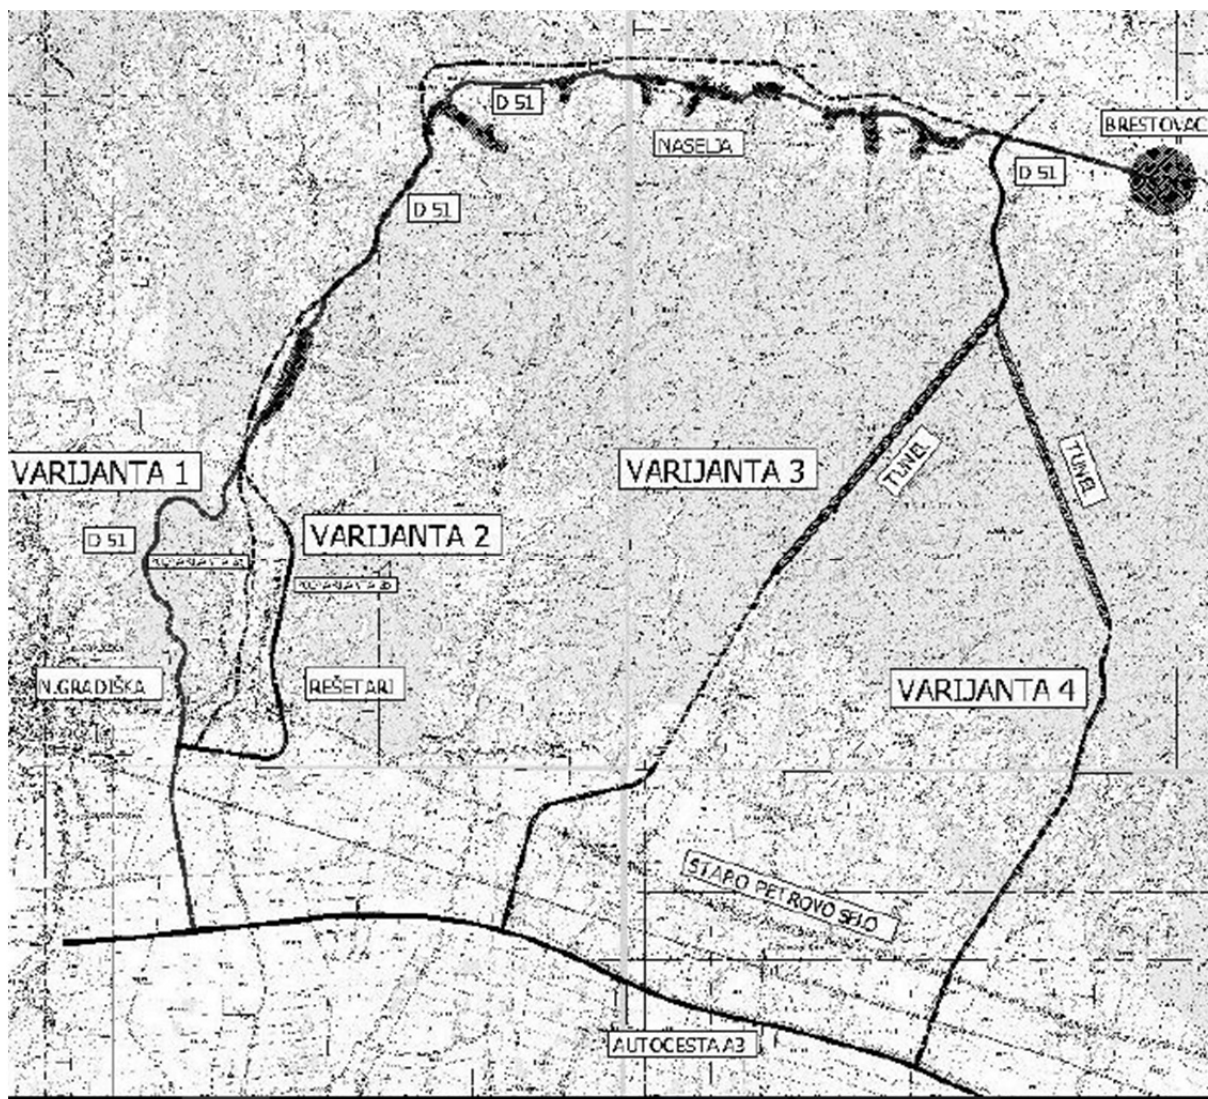 D 51
BRESTOVAC
NASELJA
D 51
D 51
VARIJANTA 1
VARIJANTA 3
TUNEL
TUNEL
D 51
VARIJANTA 2
N.GRADIŠKA
REŠETARI
VARIJANTA 4
STARO PETROVO SELO
AUTOCESTA A3